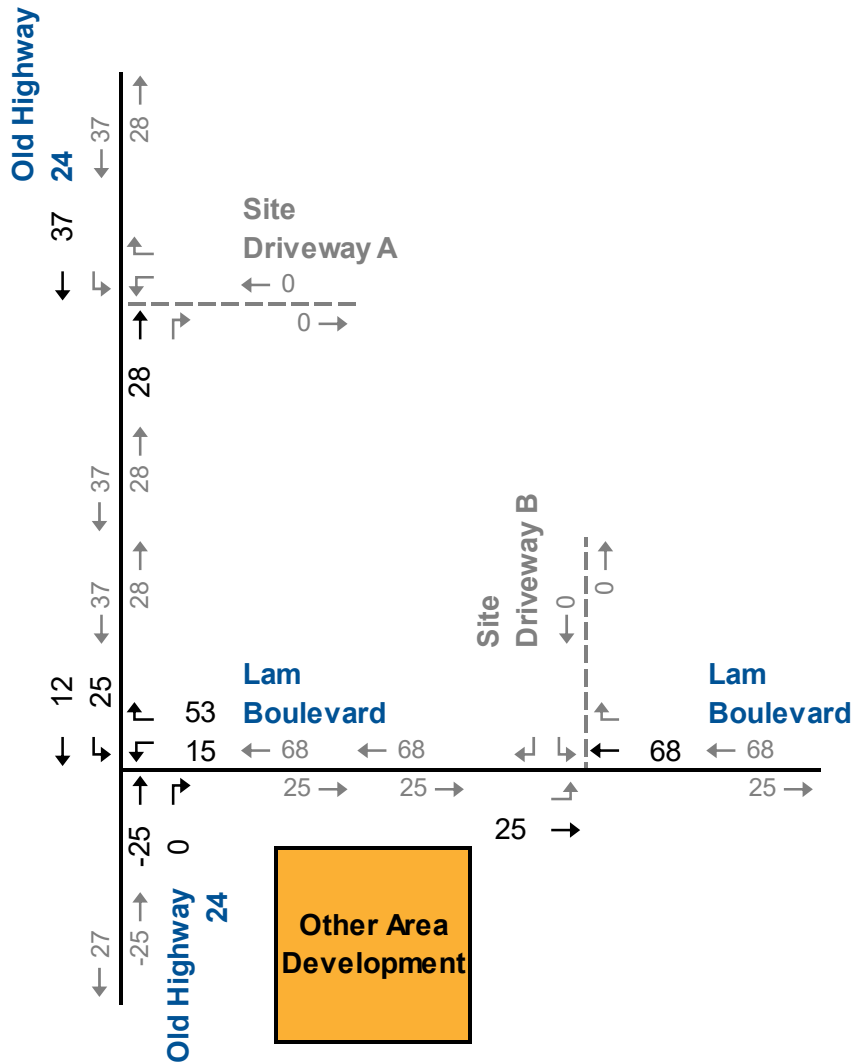 Old Highway
24
37
28
37
Site
Driveway A
0
0
28
37
28
37
28
Site
Driveway B
0
0
12
25
53
15
Lam
Boulevard
68
68
25
25
68
Lam
Boulevard
68
25
25
-25
0
Old Highway
24
27
-25
Other Area
Development